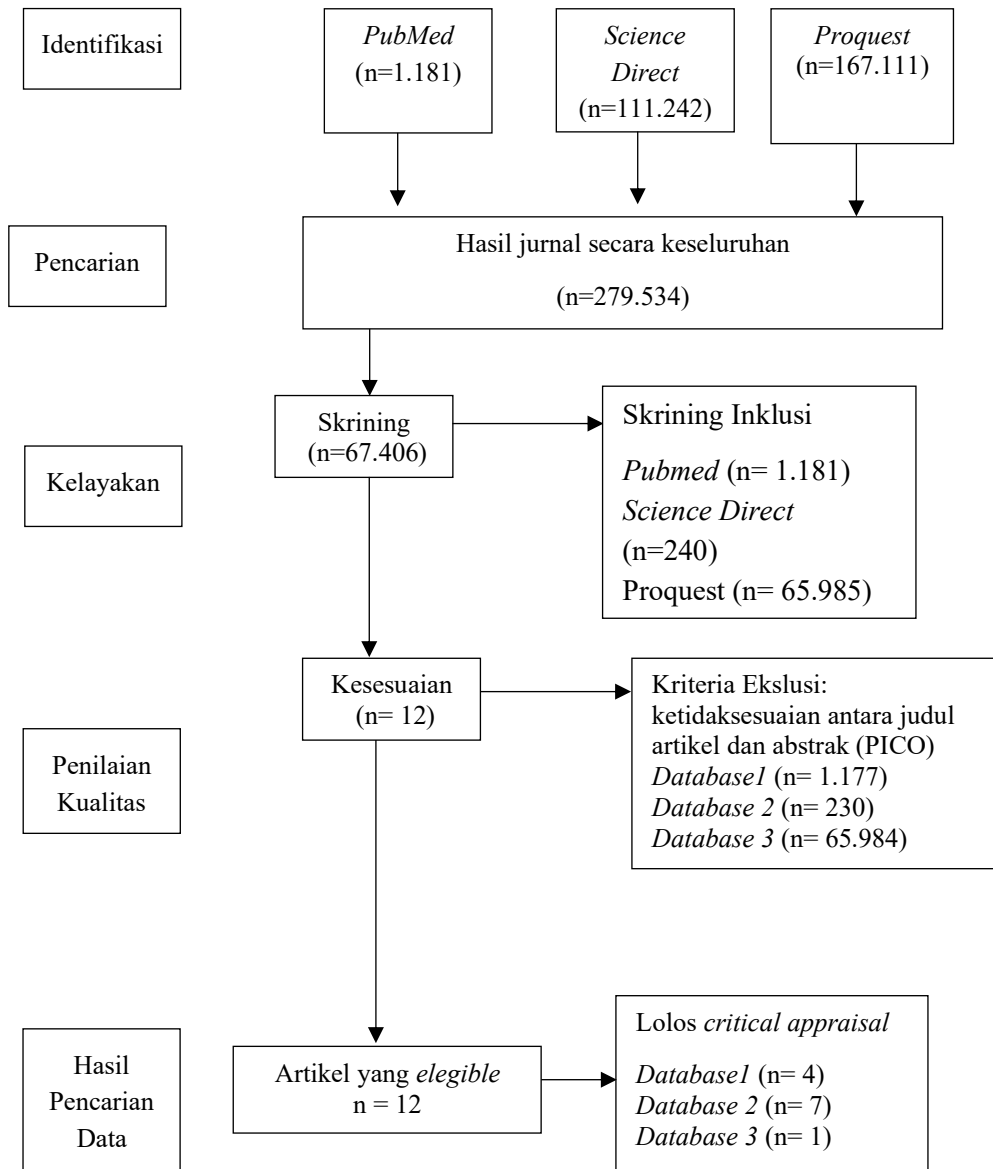 Identifikasi
PubMed
(n=1.181)
Science
Direct
(n=111.242)
Proquest
(n=167.111)
Pencarian
Hasil jurnal secara keseluruhan
(n=279.534)
Kelayakan
Skrining
(n=67.406)
Skrining Inklusi
Pubmed (n= 1.181)
Science Direct
(n=240)
Proquest (n= 65.985)
Penilaian
Kualitas
Kesesuaian
(n= 12)
Kriteria Ekslusi:
ketidaksesuaian antara judul
artikel dan abstrak (PICO)
Database1 (n= 1.177)
Database 2 (n= 230)
Database 3 (n= 65.984)
Hasil
Pencarian
Data
Artikel yang elegible
n = 12
Lolos critical appraisal
Database1 (n= 4)
Database 2 (n= 7)
Database 3 (n= 1)